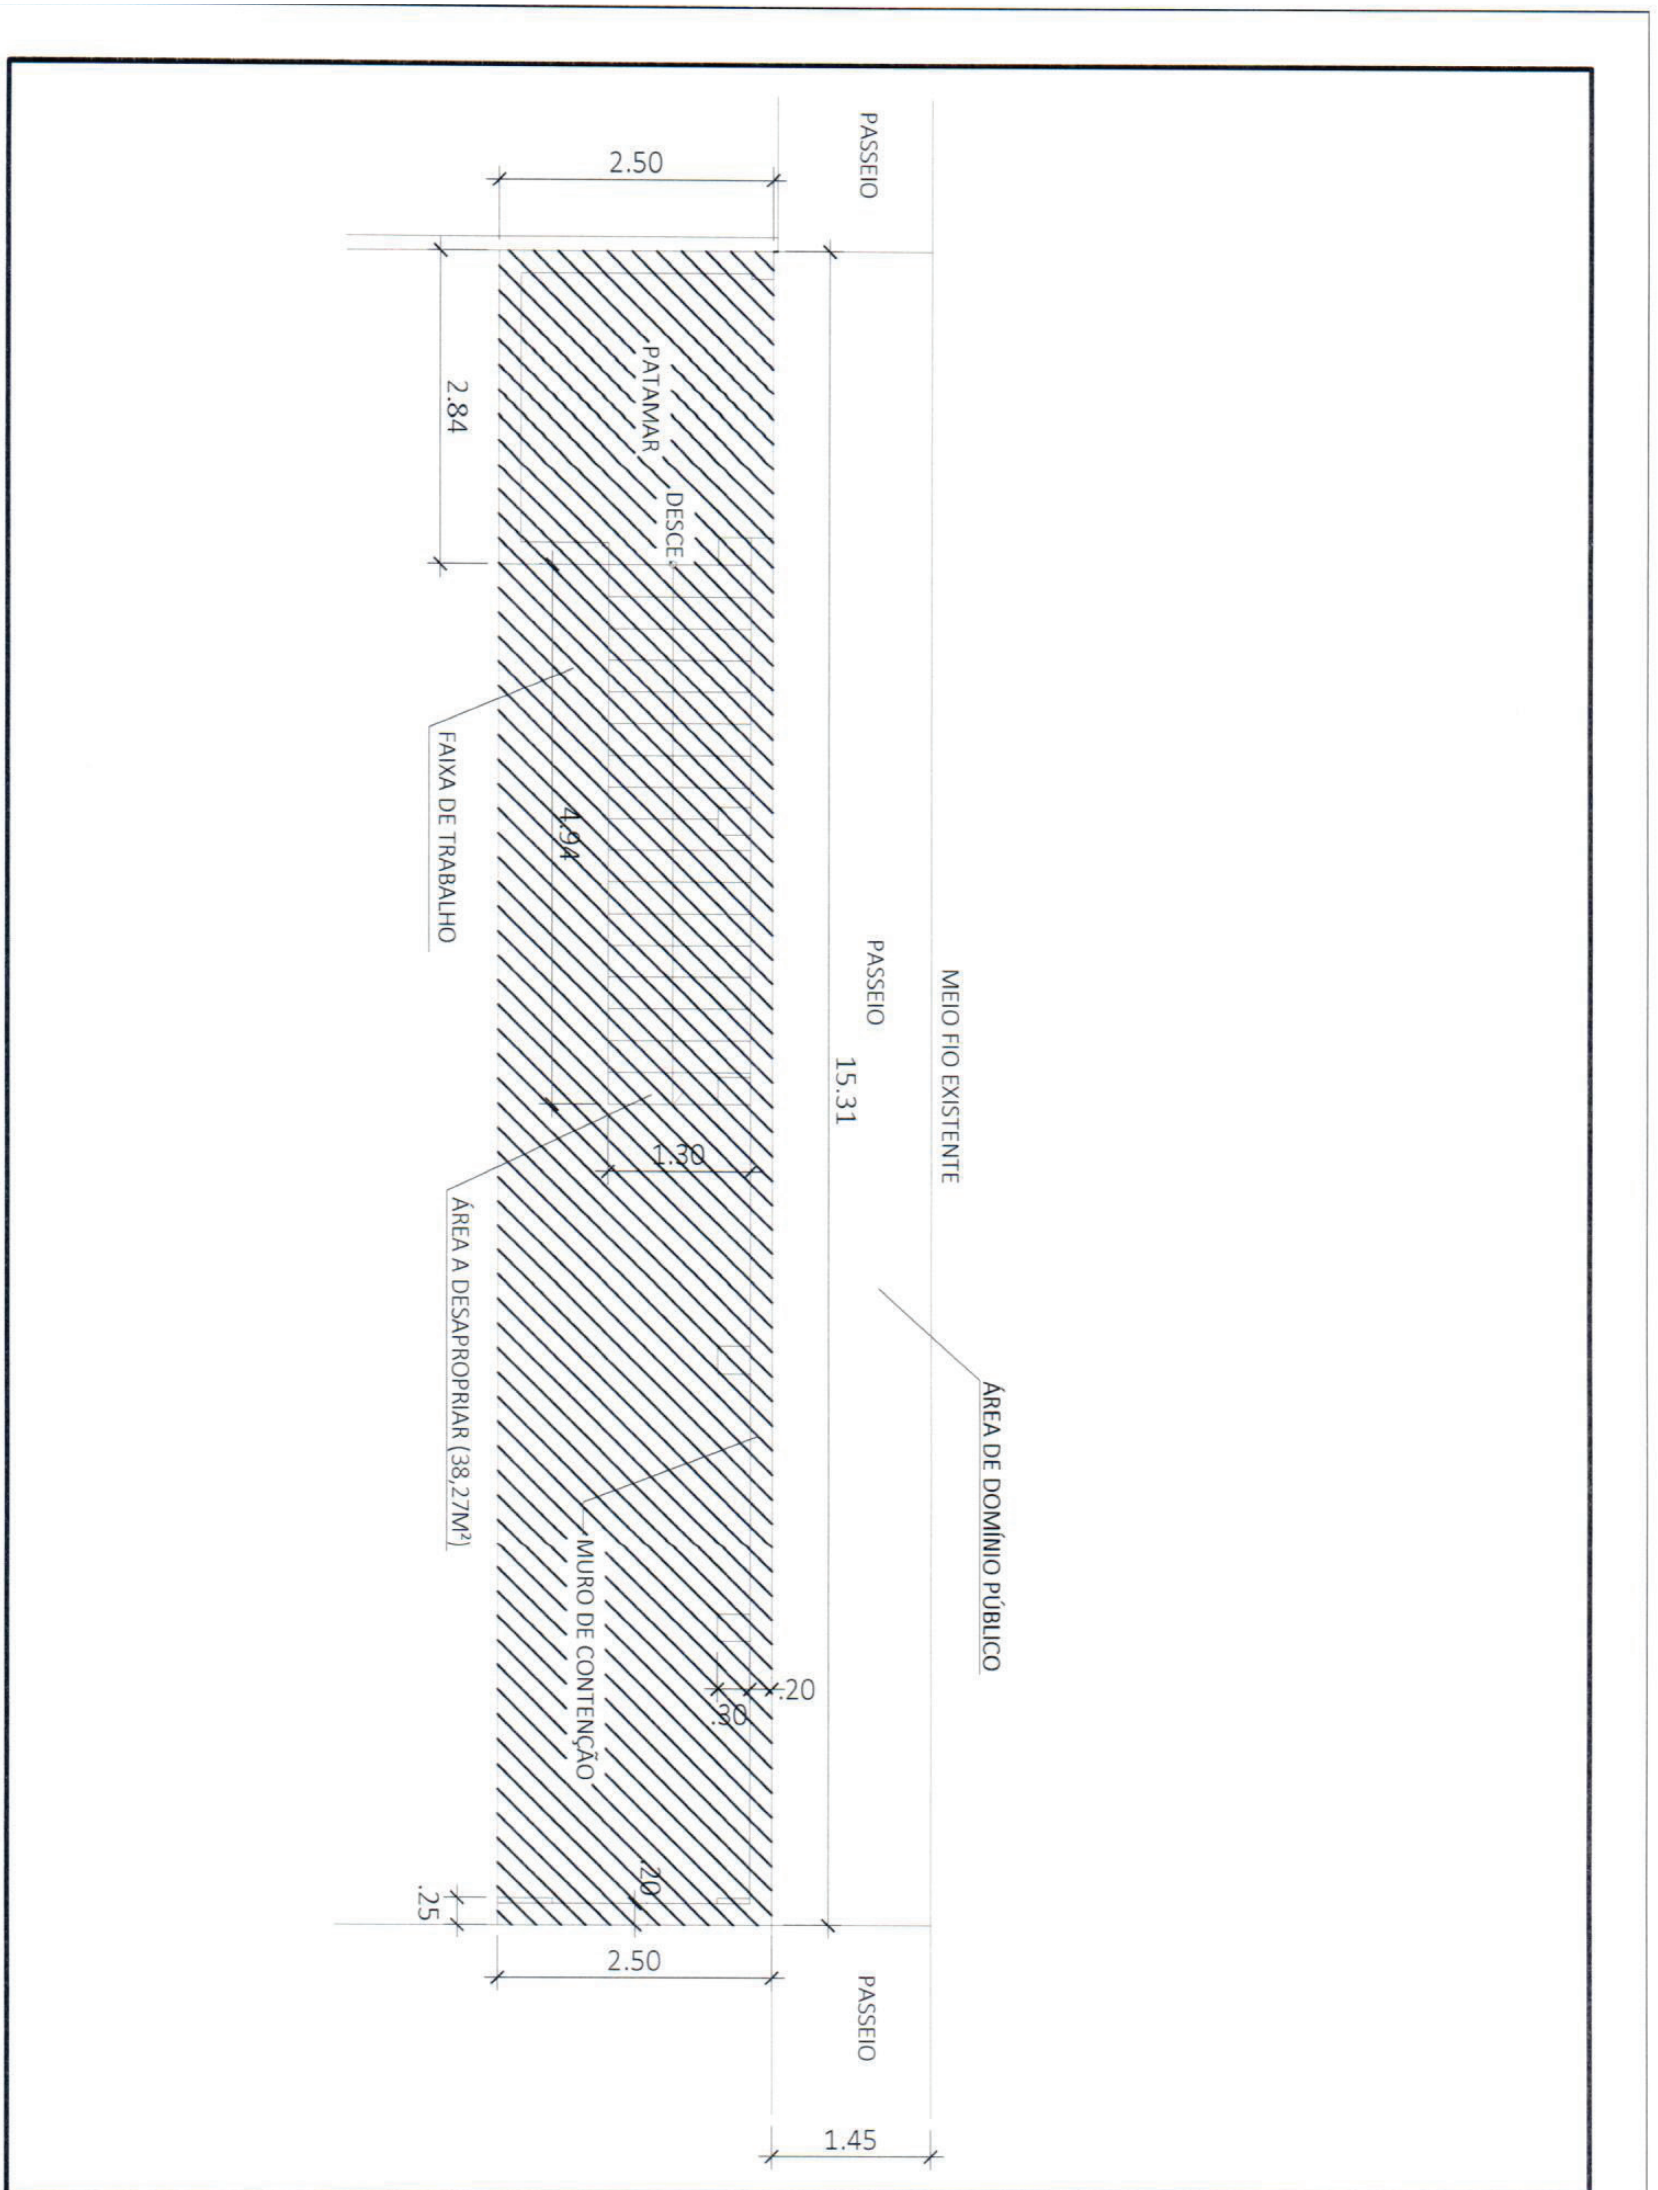 ÁREA DE DOMÍNIO PÚBLICO
MEIO FIO EXISTENTE
PASSEIO
PASSEIO
PASSEIO
1.45
15.31
2.50
2.50
.20
.30
PATAMAR
DESCE
1.30
MURO DE CONTENÇÃO
.20
4.94
2.84
FAIXA DE TRABALHO
ÁREA A DESAPROPRIAR (38,27M²)
.25